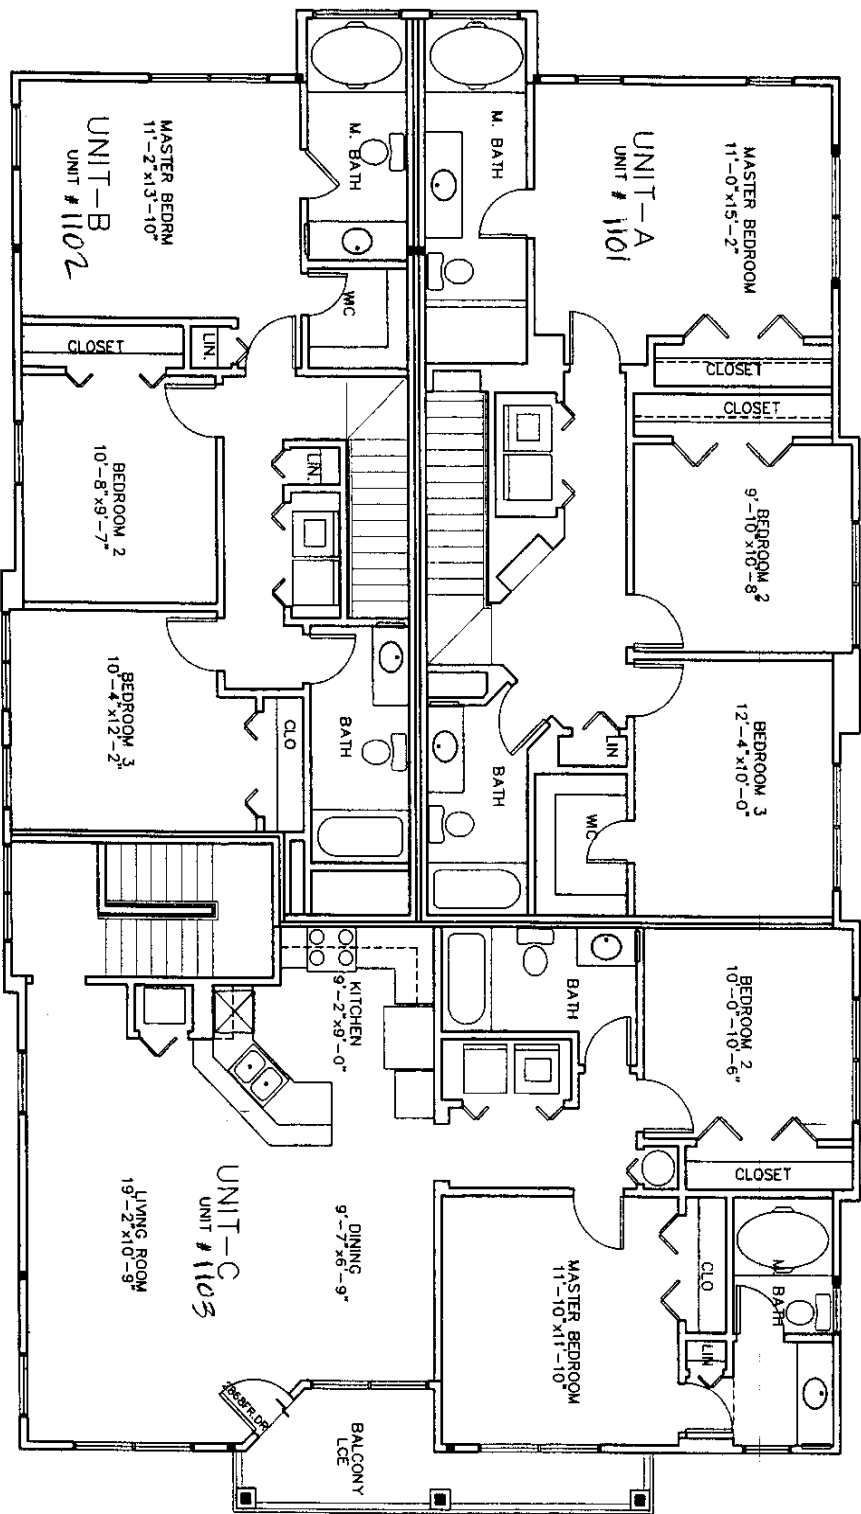 UNIT-B
UNIT # 1102
MASTER BEDRM
11'-2"x13'-10"
M. BATH
WIC
CLOSET
LIN.
BEDROOM 2
10'-8"x9'-7"
LIN.
BEDROOM 3
10'-4"x12'-2"
CLO
BATH
UNIT-A
UNIT # 1101
MASTER BEDROOM
11'-0"x15'-2"
M. BATH
CLOSET
CLOSET
BEDROOM 2
9'-10"x10'-8"
BEDROOM 3
12'-4"x10'-0"
LIN
BATH
WIC
UNIT-C
UNIT # 1103
KITCHEN
9'-2"x9'-0"
DINING
9'-7"x6'-9"
LIVING ROOM
19'-2"x10'-9"
BATH
BEDROOM 2
10'-0"-10'-6"
CLOSET
MASTER BEDROOM
11'-10"x11'-10"
CLO
M. BATH
LIN
2868FR.DR
BALCONY
LCE